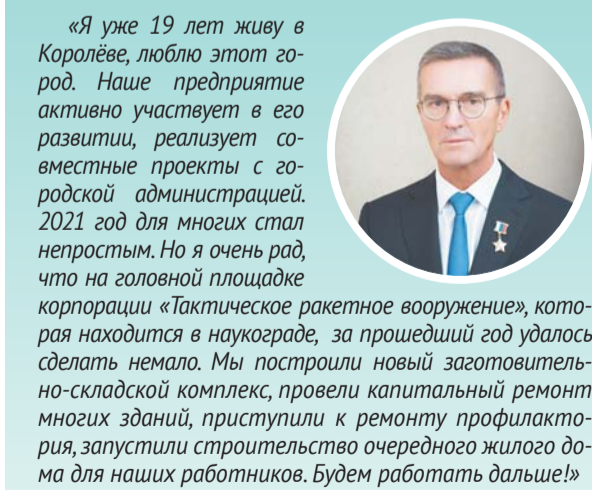 «Я уже 19 лет живу в
Королёве, люблю этот го-
род. Наше предприятие
активно участвует в его
развитии, реализует со-
вместные проекты с го-
родской администрацией.
2021 год для многих стал
непростым. Но я очень рад,
что на головной площадке
корпорации «Тактическое ракетное вооружение», кото-
рая находится в наукограде, за прошедший год удалось
сделать немало. Мы построили новый заготовитель-
но-складской комплекс, провели капитальный ремонт
многих зданий, приступили к ремонту профилакто-
рия, запустили строительство очередного жилого до-
ма для наших работников. Будем работать дальше!»